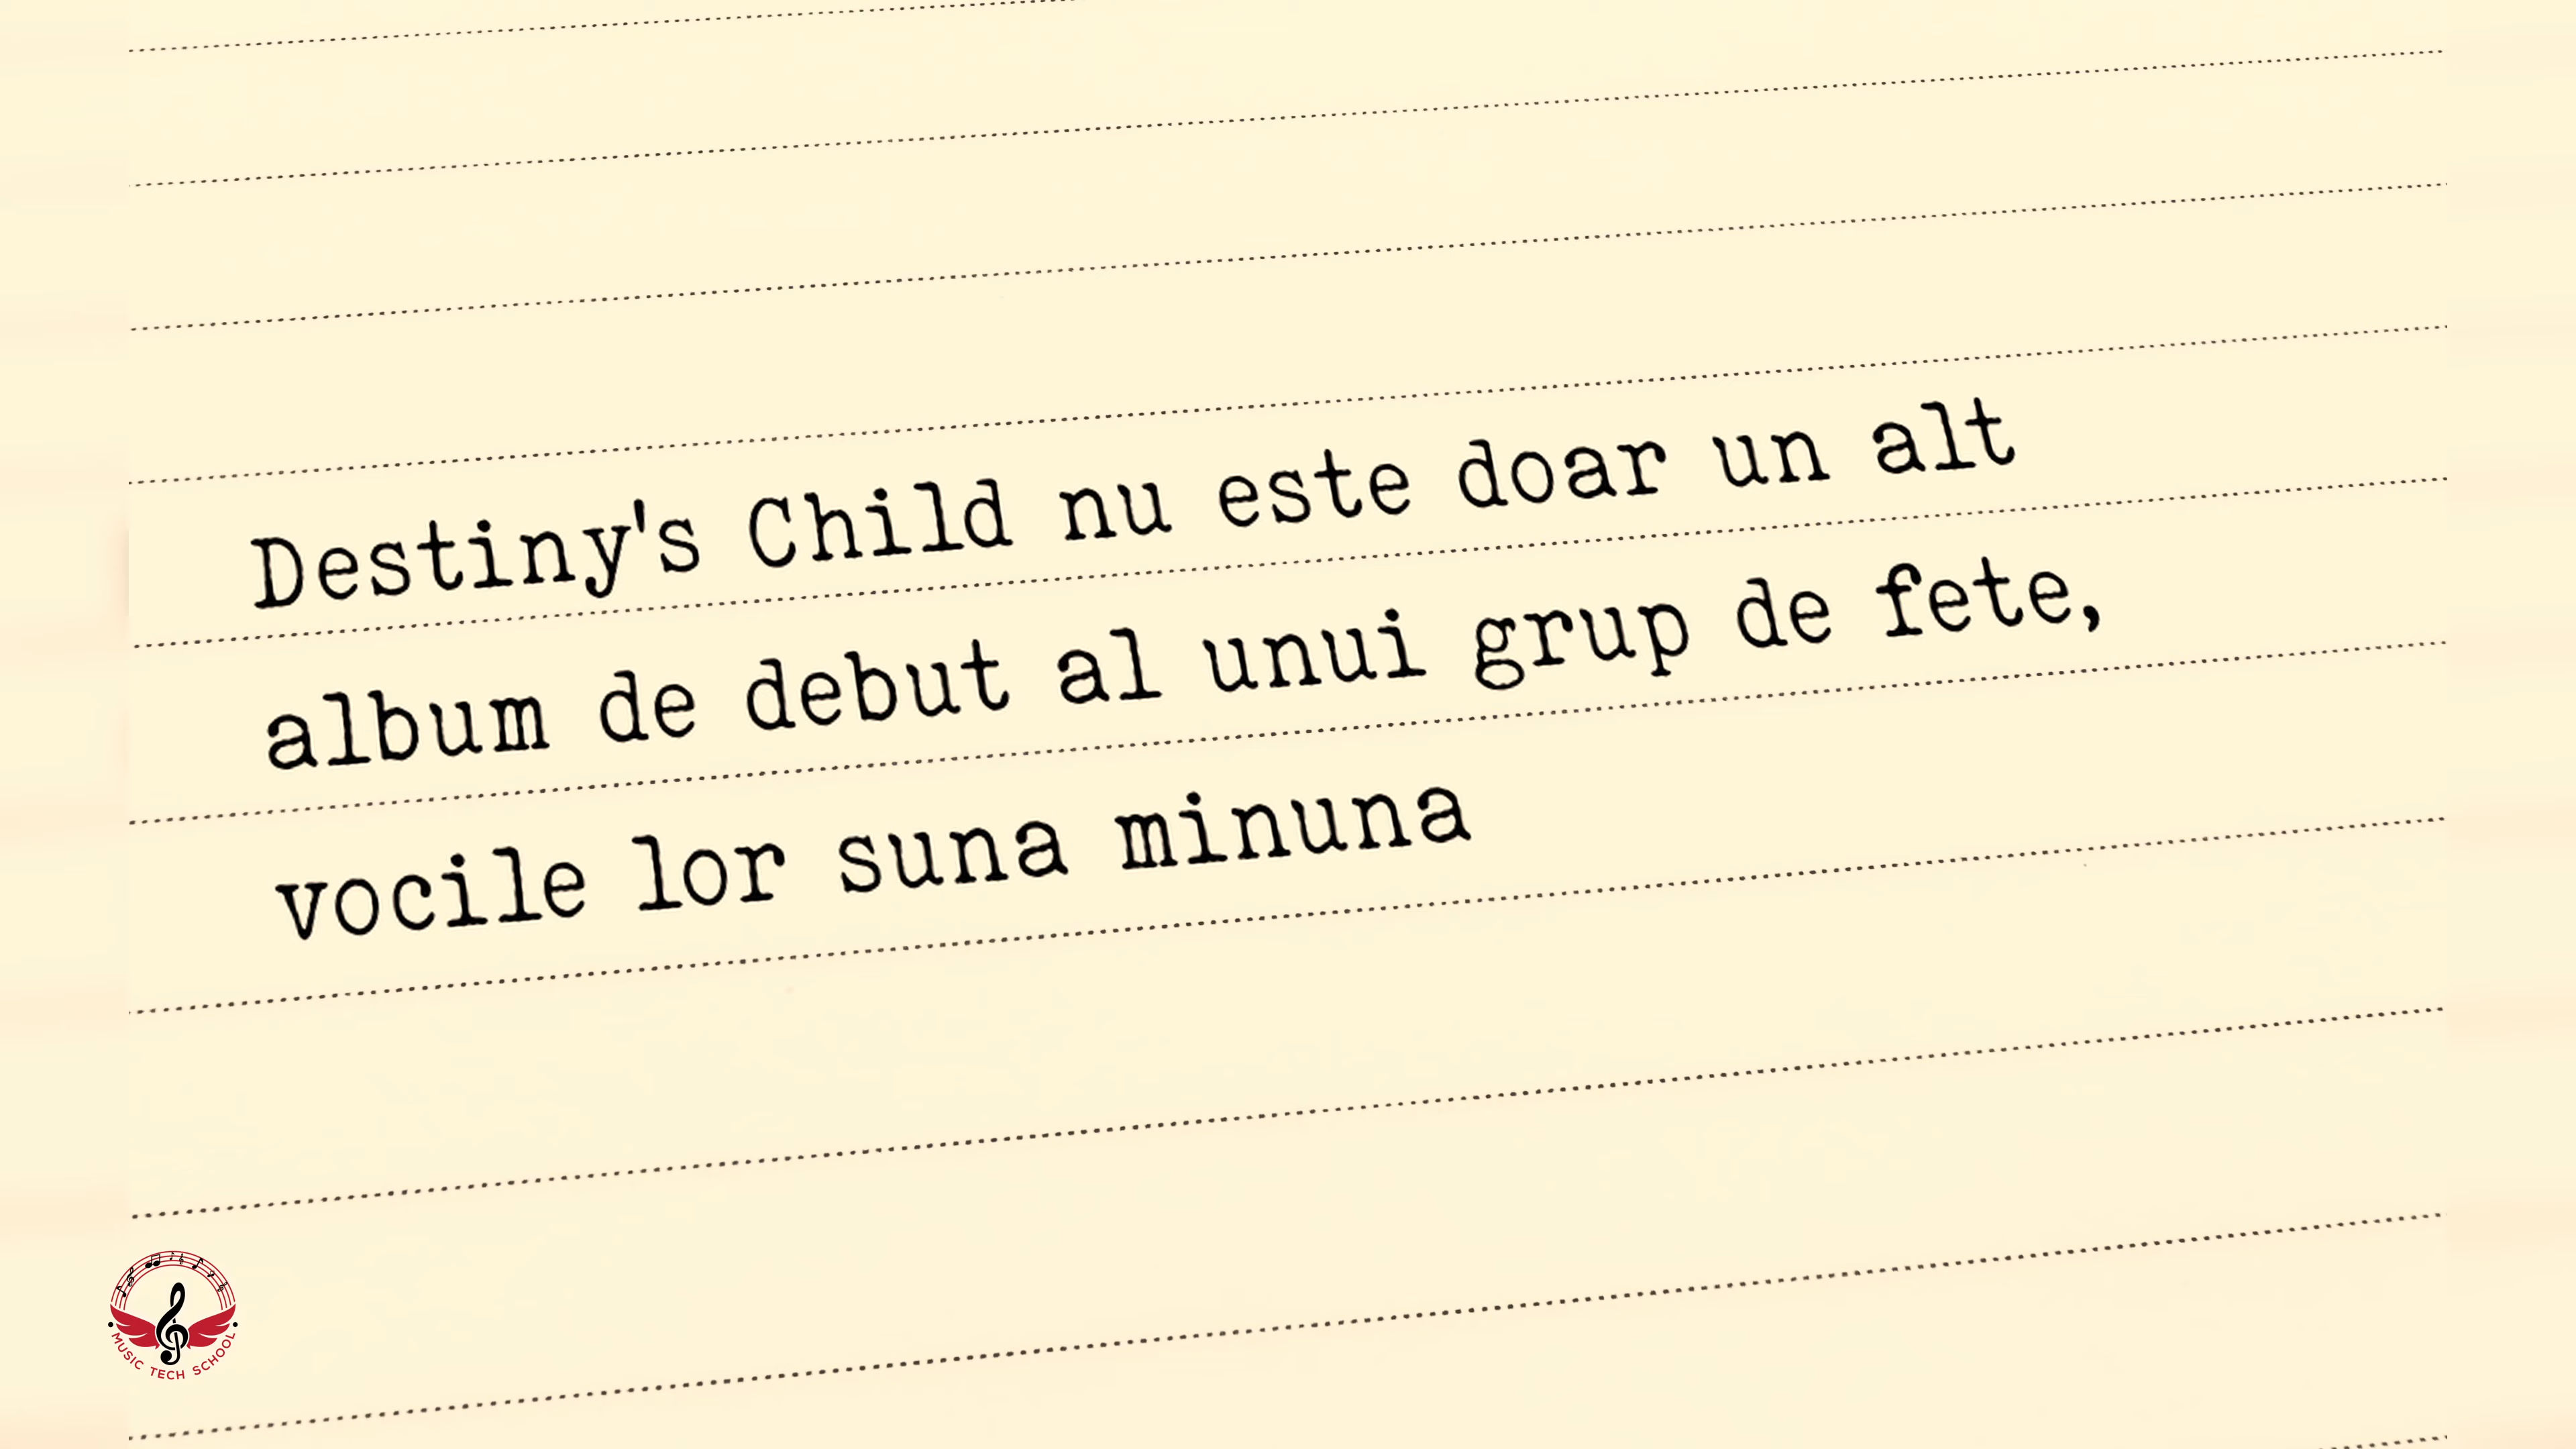 Destiny's Child nu este doar un alt
album de debut al unui grup de fete,
vocile lor suna minuna
MUSIC TECH SCHOOL